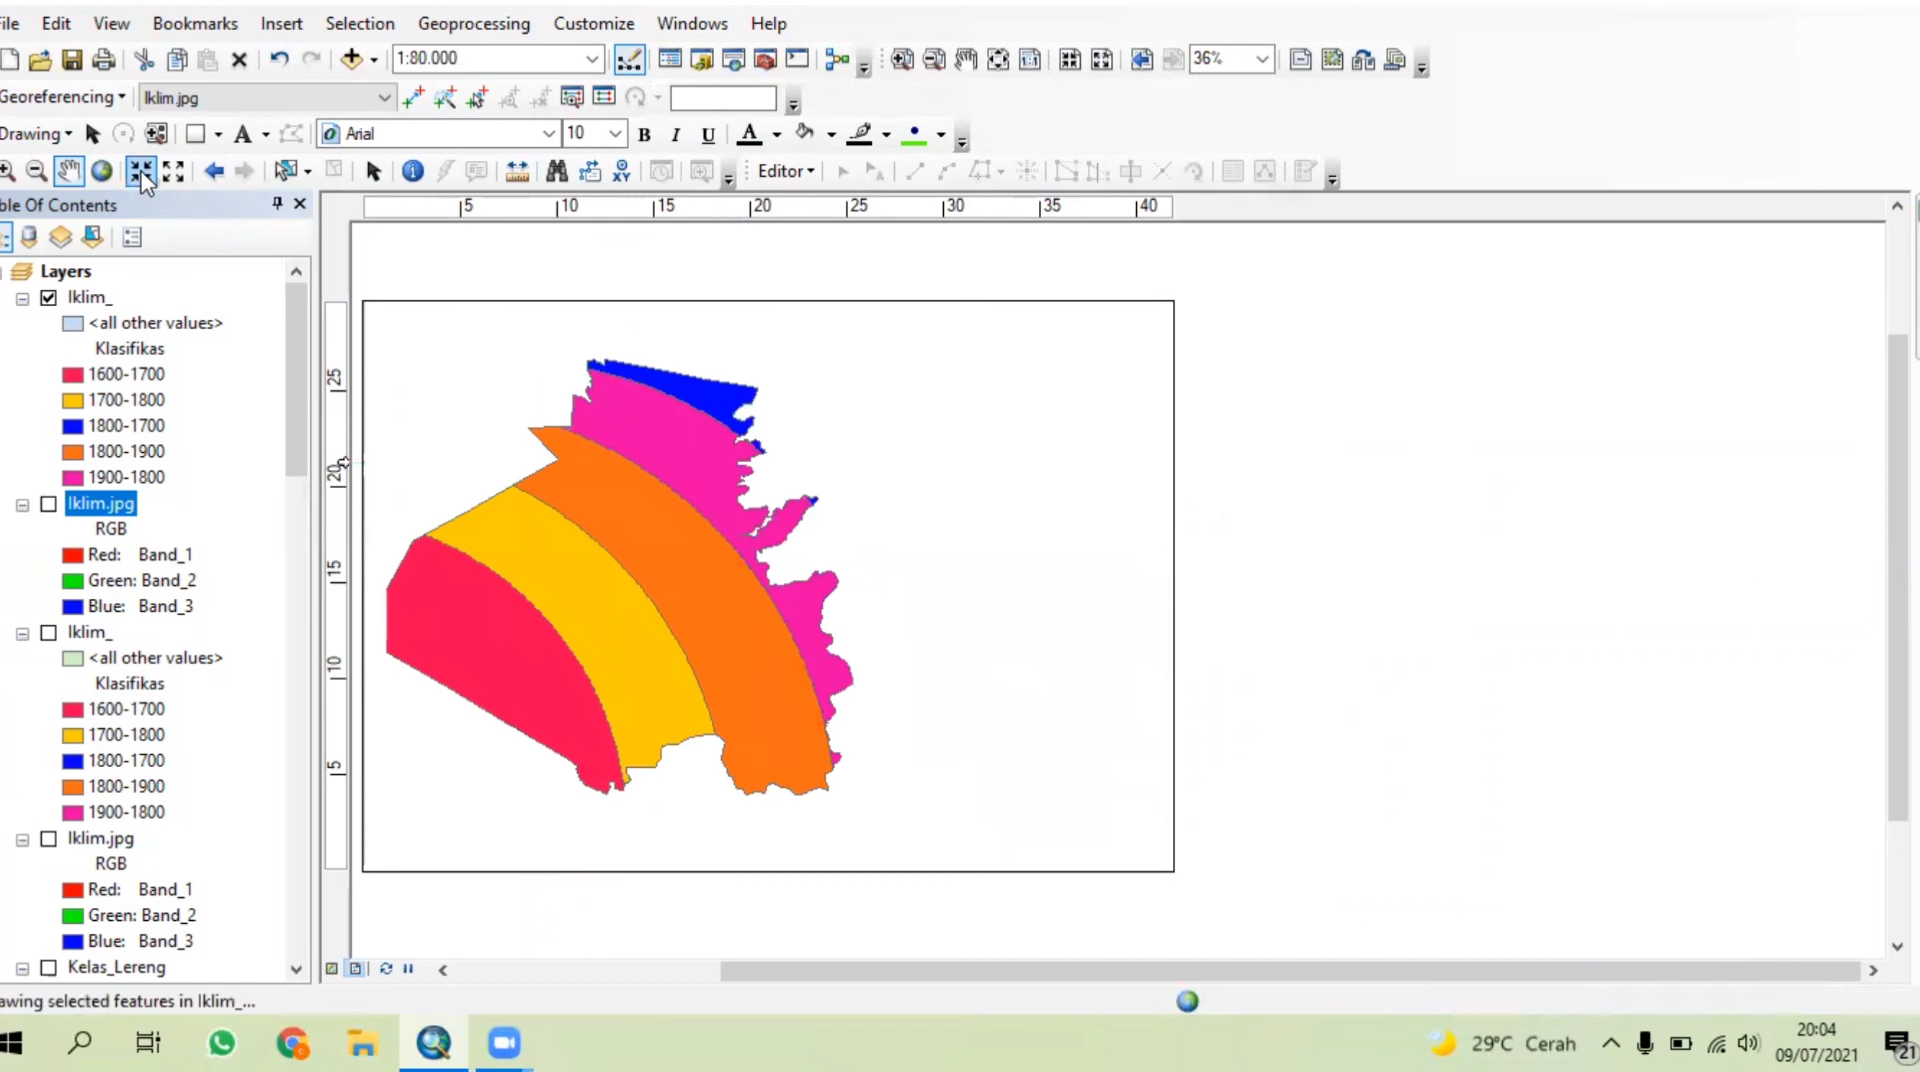 File Edit View Bookmarks Insert Selection Geoprocessing Customize Windows Help
1:80.000 1:1 36%
Georeferencing Iklim.jpg
Drawing A Arial 10 B I U A
XY Editor
ble Of Contents
Layers
Iklim_
<all other values>
Klasifikas
1600-1700
1700-1800
1800-1700
1800-1900
1900-1800
Iklim.jpg
RGB
Red: Band_1
Green: Band_2
Blue: Band_3
Iklim_
<all other values>
Klasifikas
1600-1700
1700-1800
1800-1700
1800-1900
1900-1800
Iklim.jpg
RGB
Red: Band_1
Green: Band_2
Blue: Band_3
Kelas_Lereng
5 10 15 20 25 30 35 40
25
20
15
10
5
awing selected features in Iklim_...
29°C Cerah
20:04
09/07/2021
21